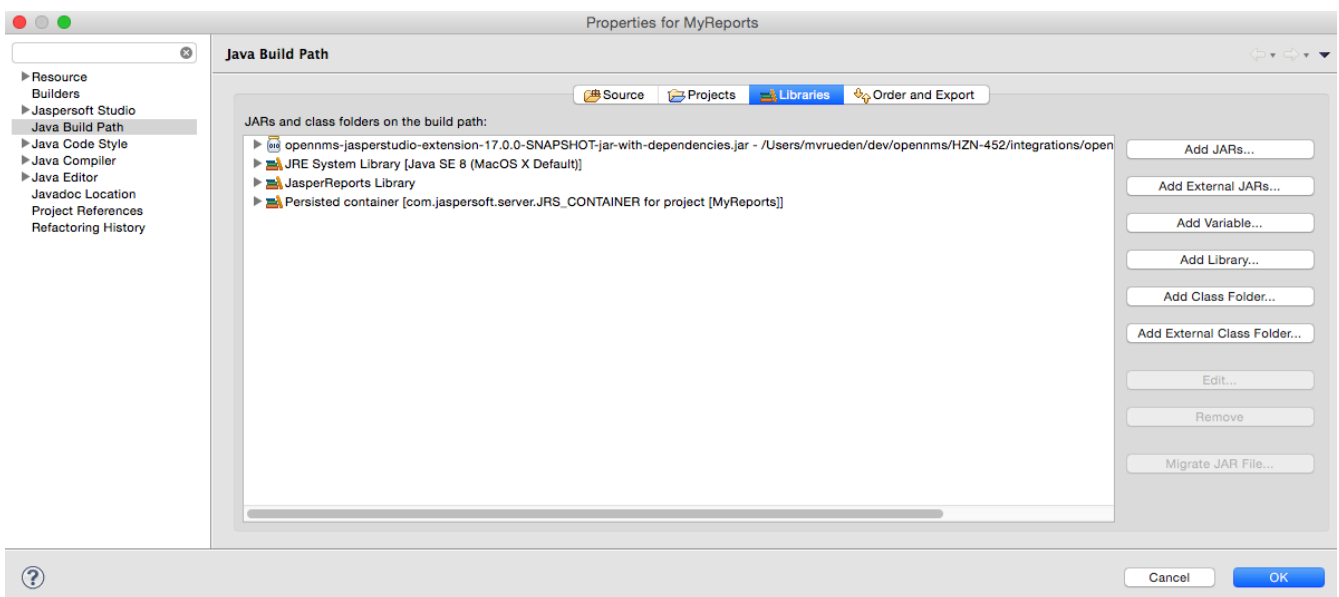 Properties for MyReports
Java Build Path
Resource
Builders
Jaspersoft Studio
Java Build Path
Java Code Style
Java Compiler
Java Editor
Javadoc Location
Project References
Refactoring History
Source Projects Libraries Order and Export
JARs and class folders on the build path:
opennms-jasperstudio-extension-17.0.0-SNAPSHOT-jar-with-dependencies.jar - /Users/mvrueden/dev/opennms/HZN-452/integrations/open
JRE System Library [Java SE 8 (MacOS X Default)]
JasperReports Library
Persisted container [com.jaspersoft.server.JRS_CONTAINER for project [MyReports]]
Add JARs...
Add External JARs...
Add Variable...
Add Library...
Add Class Folder...
Add External Class Folder...
Edit...
Remove
Migrate JAR File...
?
Cancel OK